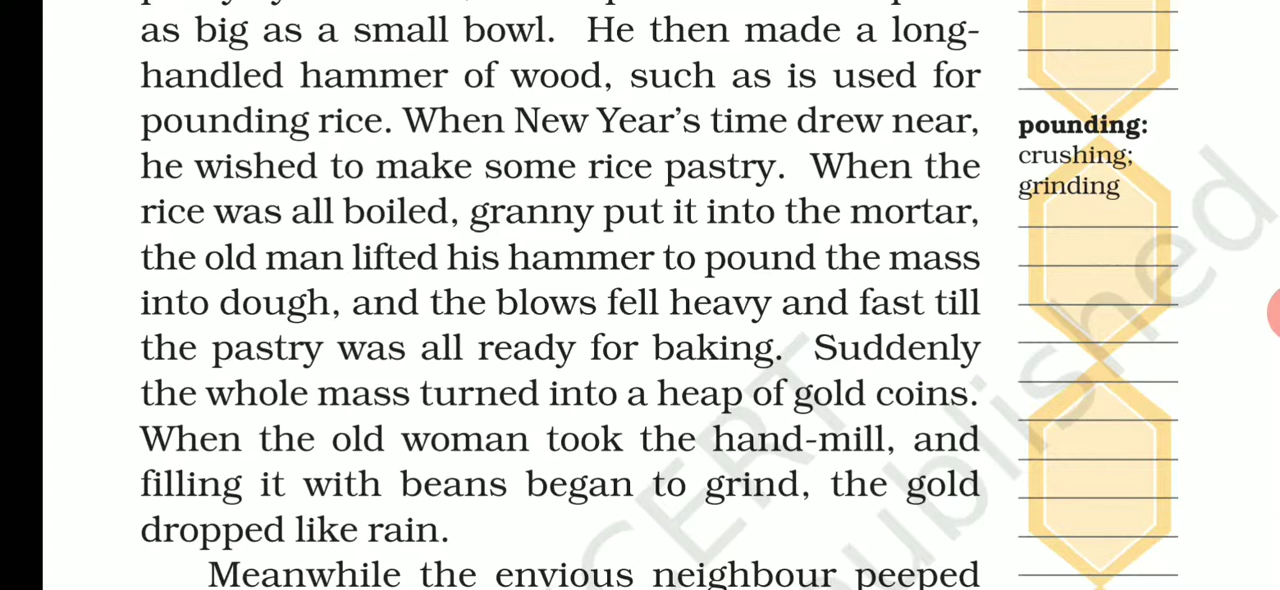 as big as a small bowl. He then made a long-
handled hammer of wood, such as is used for
pounding rice. When New Year's time drew near,
he wished to make some rice pastry. When the
rice was all boiled, granny put it into the mortar,
the old man lifted his hammer to pound the mass
into dough, and the blows fell heavy and fast till
the pastry was all ready for baking. Suddenly
the whole mass turned into a heap of gold coins.
When the old woman took the hand-mill, and
filling it with beans began to grind, the gold
dropped like rain.
Meanwhile the envious neighbour peeped
pounding:
crushing;
grinding